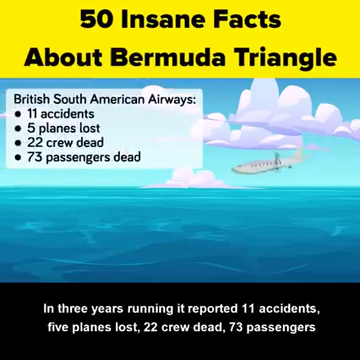 50 Insane Facts
About Bermuda Triangle
British South American Airways:
• 11 accidents
• 5 planes lost
• 22 crew dead
• 73 passengers dead
In three years running it reported 11 accidents,
five planes lost, 22 crew dead, 73 passengers